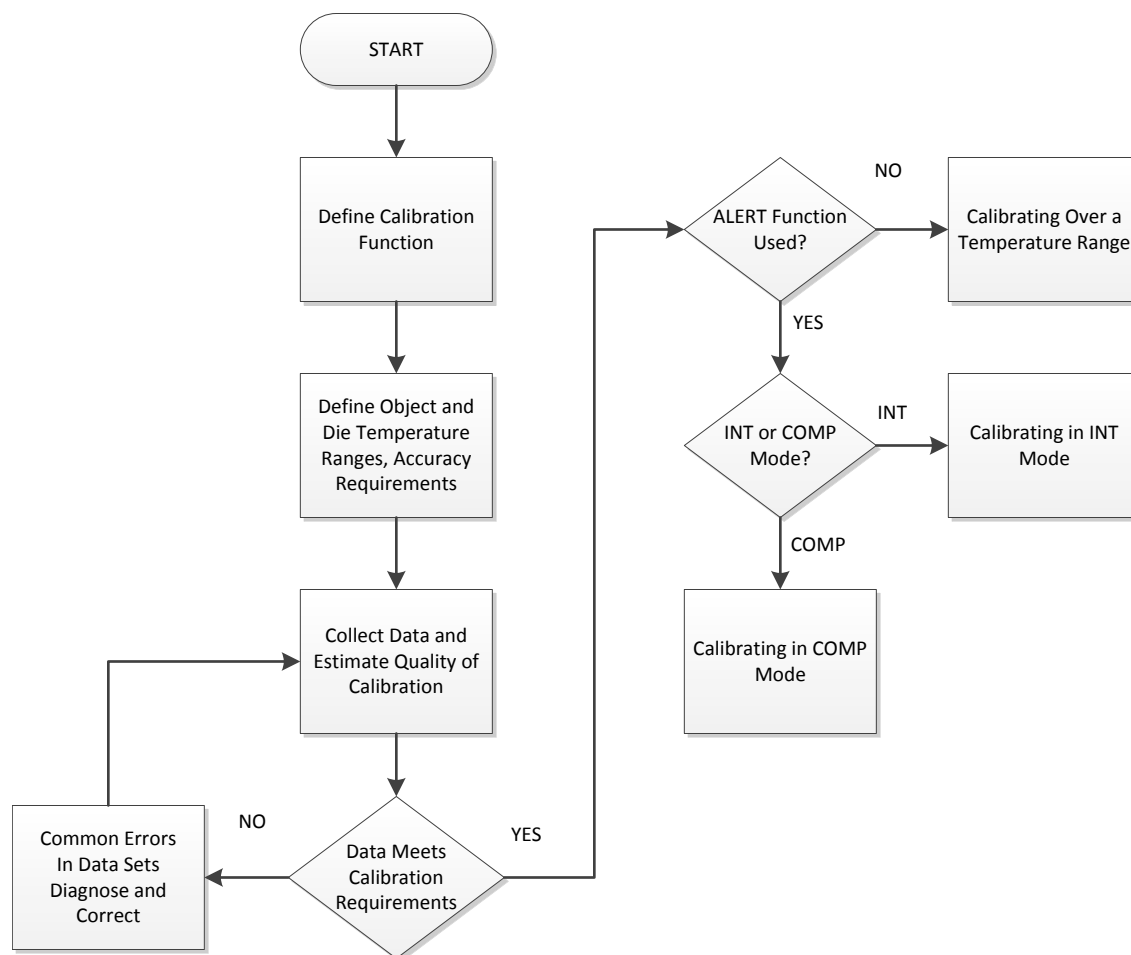 START
Define Calibration
Function
Define Object and
Die Temperature
Ranges, Accuracy
Requirements
Collect Data and
Estimate Quality of
Calibration
Data Meets
Calibration
Requirements
NO
Common Errors
In Data Sets
Diagnose and
Correct
YES
ALERT Function
Used?
NO
Calibrating Over a
Temperature Range
YES
INT or COMP
Mode?
INT
Calibrating in INT
Mode
COMP
Calibrating in COMP
Mode